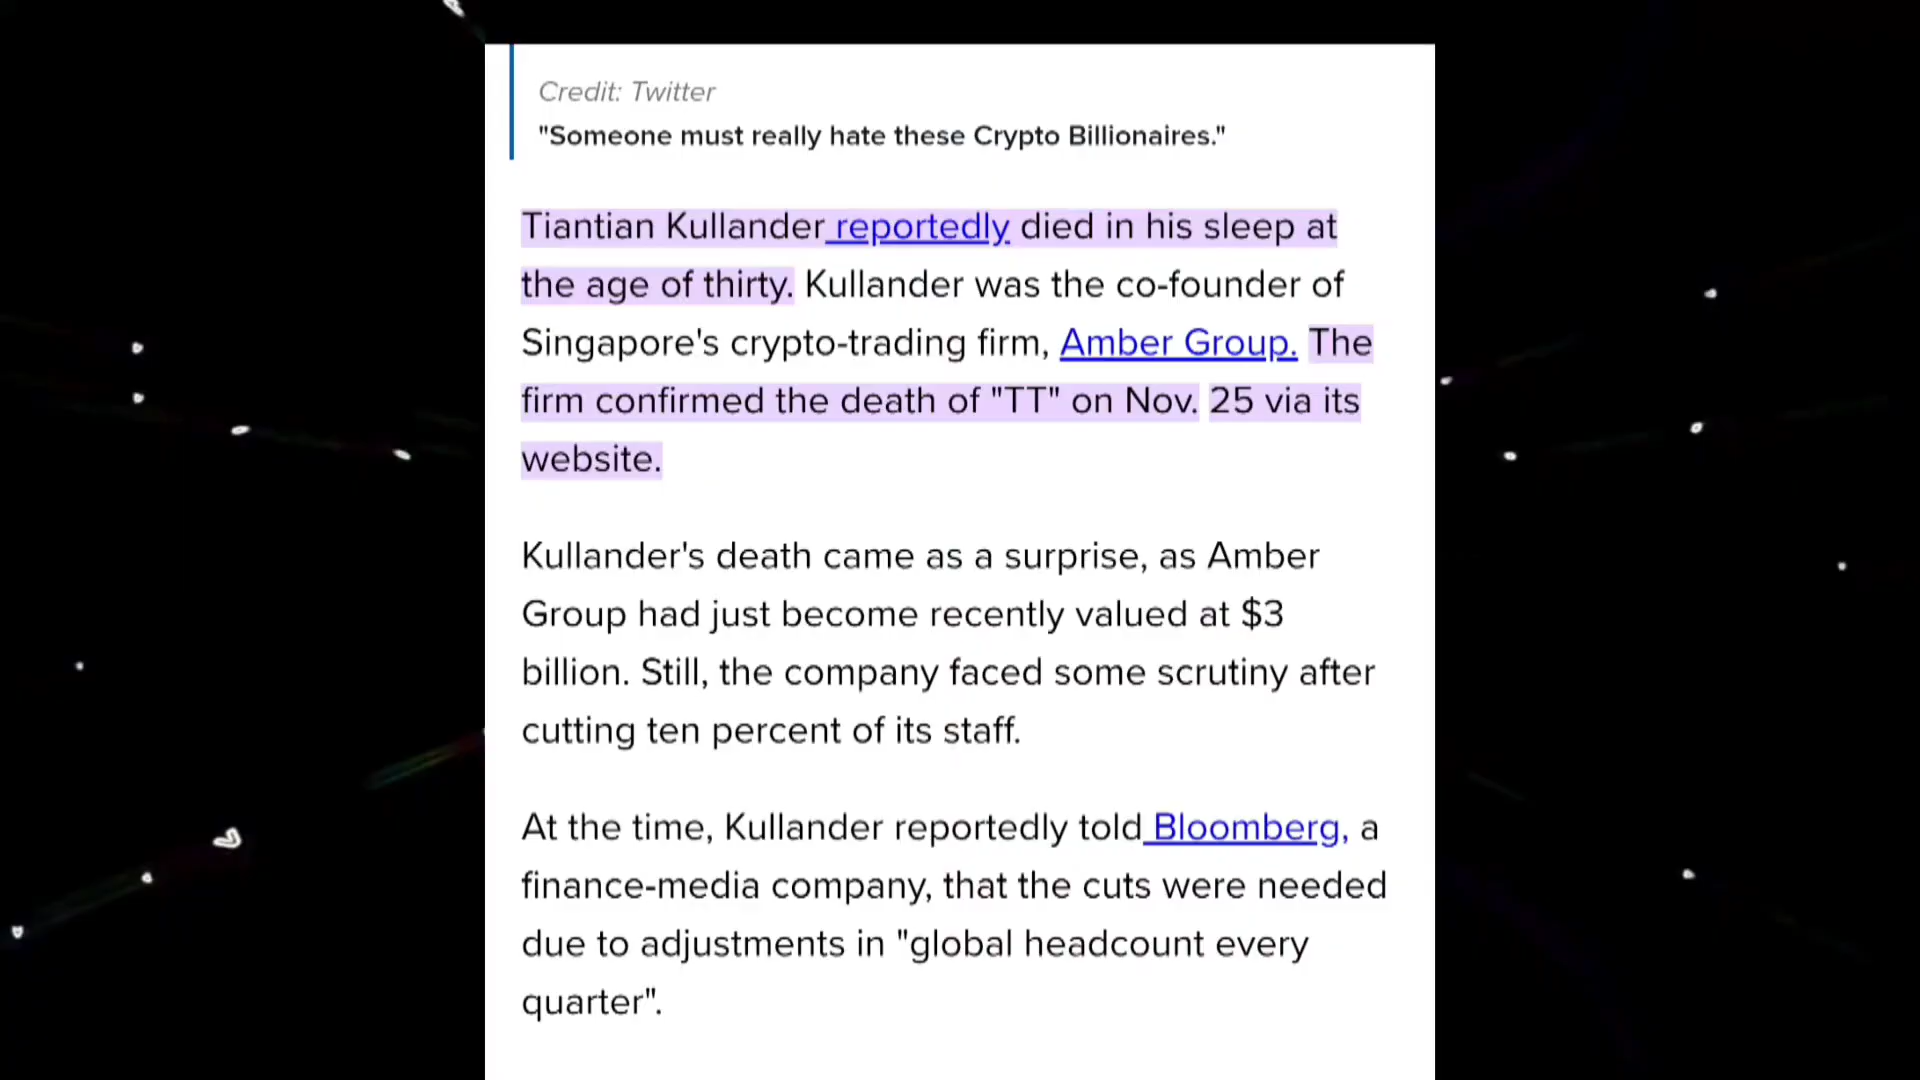 Credit: Twitter
"Someone must really hate these Crypto Billionaires."
Tiantian Kullander reportedly died in his sleep at
the age of thirty. Kullander was the co-founder of
Singapore's crypto-trading firm, Amber Group. The
firm confirmed the death of "TT" on Nov. 25 via its
website.
Kullander's death came as a surprise, as Amber
Group had just become recently valued at $3
billion. Still, the company faced some scrutiny after
cutting ten percent of its staff.
At the time, Kullander reportedly told Bloomberg, a
finance-media company, that the cuts were needed
due to adjustments in "global headcount every
quarter".